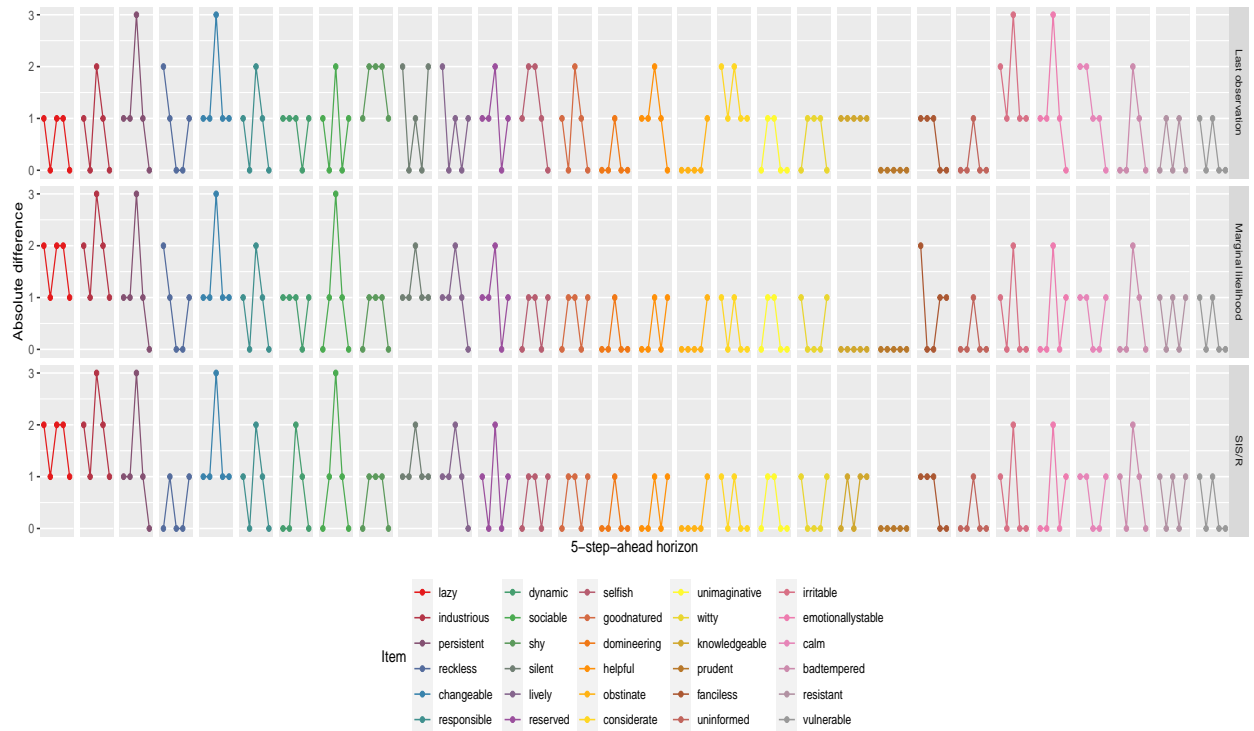 3
2
1
0
Last observation
3
2
1
0
Marginal likelihood
3
2
1
0
SIS/R
Absolute difference
5−step−ahead horizon
Item
lazy
industrious
persistent
reckless
changeable
responsible
dynamic
sociable
shy
silent
lively
reserved
selfish
goodnatured
domineering
helpful
obstinate
considerate
unimaginative
witty
knowledgeable
prudent
fanciless
uninformed
irritable
emotionallystable
calm
badtempered
resistant
vulnerable